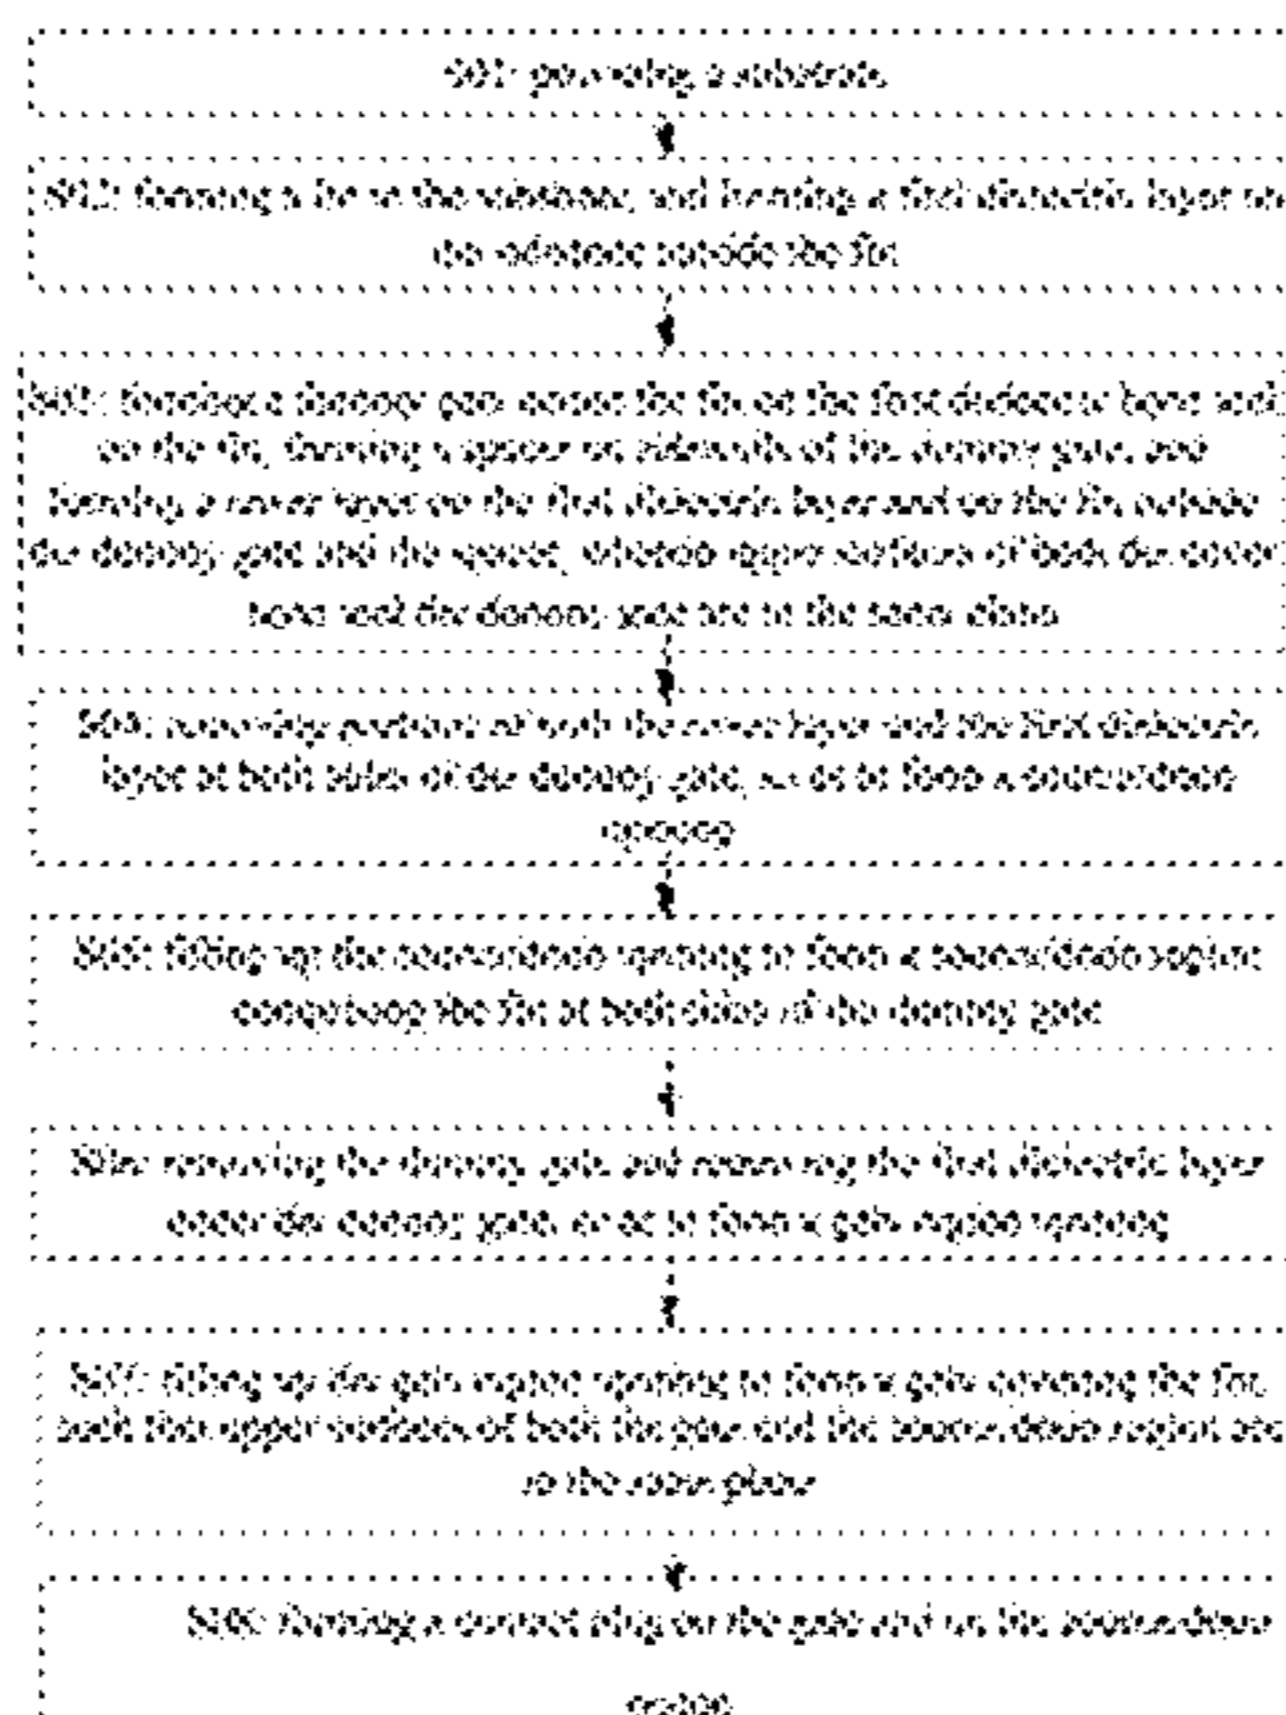 S01: providing a substrate
S02: forming a fin in the substrate, and forming a first dielectric layer on
the substrate outside the fin
S03: forming a dummy gate across the fin on the first dielectric layer and
on the fin, forming a spacer on sidewalls of the dummy gate, and
forming a cover layer on the first dielectric layer and on the fin outside
the dummy gate and the spacer, wherein upper surfaces of both the cover
layer and the dummy gate are in the same plane
S04: removing portions of both the cover layer and the first dielectric
layer at both sides of the dummy gate, so as to form a source/drain
opening
S05: filling up the source/drain opening to form a source/drain region
comprising the fin at both sides of the dummy gate
S06: removing the dummy gate and removing the first dielectric layer
under the dummy gate, so as to form a gate region opening
S07: filling up the gate region opening to form a gate covering the fin,
such that upper surfaces of both the gate and the source/drain region are
in the same plane
S08: forming a contact plug on the gate and on the source/drain
region